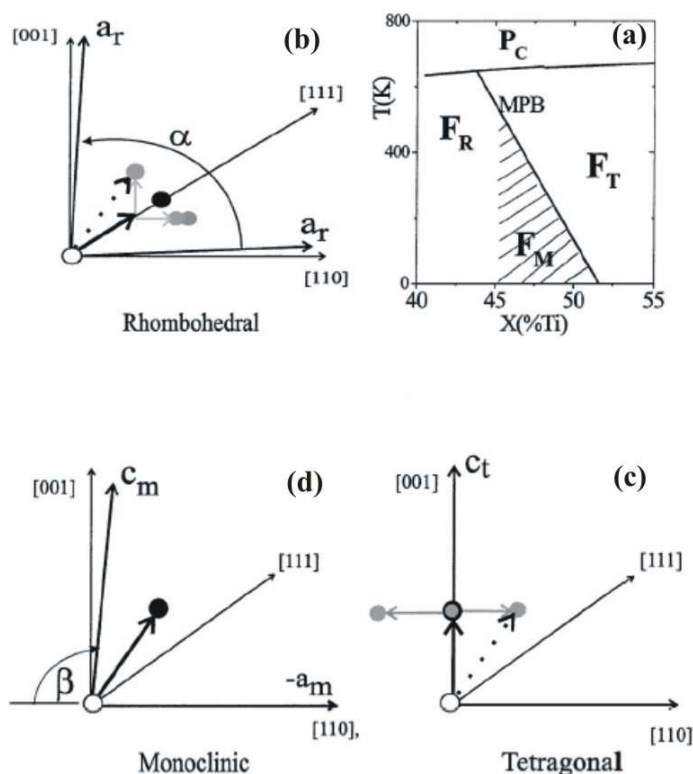 [001]
a_r
(b)
[111]
α
a_r
[110]
Rhombohedral
800
(a)
P_C
T(K)
MPB
F_R
400
F_T
F_M
0
40
45
50
55
X(%Ti)
[001]
c_m
(d)
[111]
β
-a_m
[110],
Monoclinic
[001]
c_t
(c)
[111]
[110]
Tetragonal